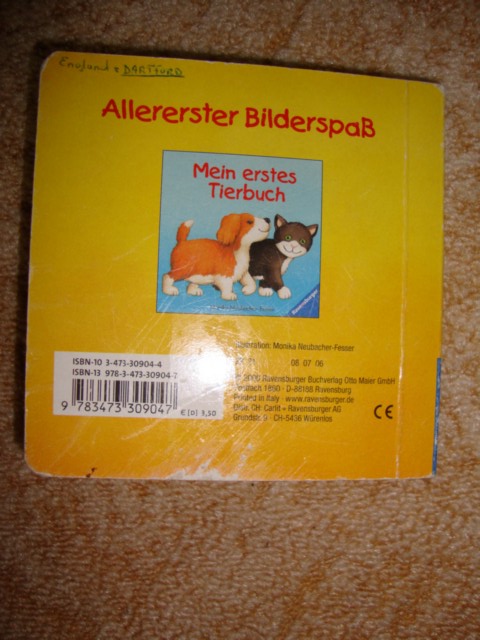 England + DARTFORD
Allererster Bilderspaß
Mein erstes
Tierbuch
Ravensburger
ISBN-10 3-473-30904-4
ISBN-13 978-3-473-30904-7
9 783473 309047
€ [D] 3,50
Illustration: Monika Neubacher-Fesser
08 07 06
© 2006 Ravensburger Buchverlag Otto Maier GmbH
Postfach 1860 · D-88188 Ravensburg
Printed in Italy · www.ravensburger.de
CH: Carlit + Ravensburger AG
Grundstr. 9 · CH-5436 Würenlos
CE